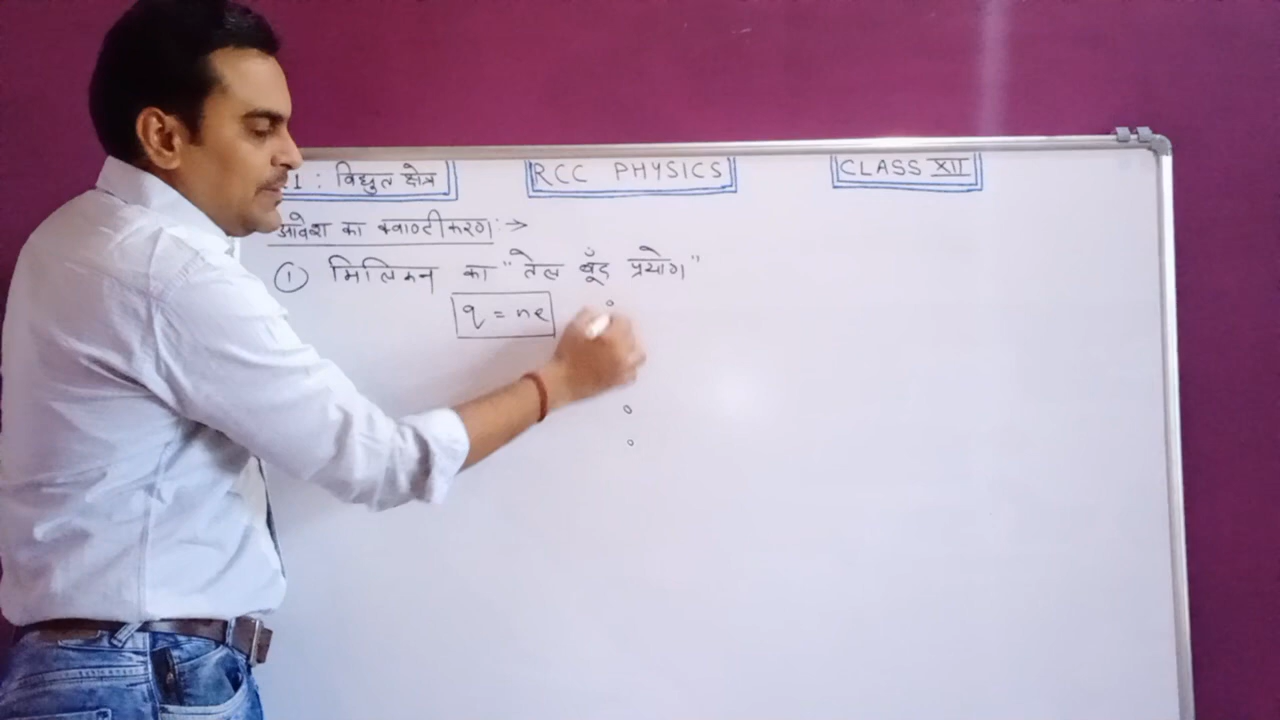 1 : विद्युत क्षेत्र RCC PHYSICS CLASS XII
आवेश का क्वाण्टीकरण :→
① मिलिकन का "तेल बूँद प्रयोग"
q = ne